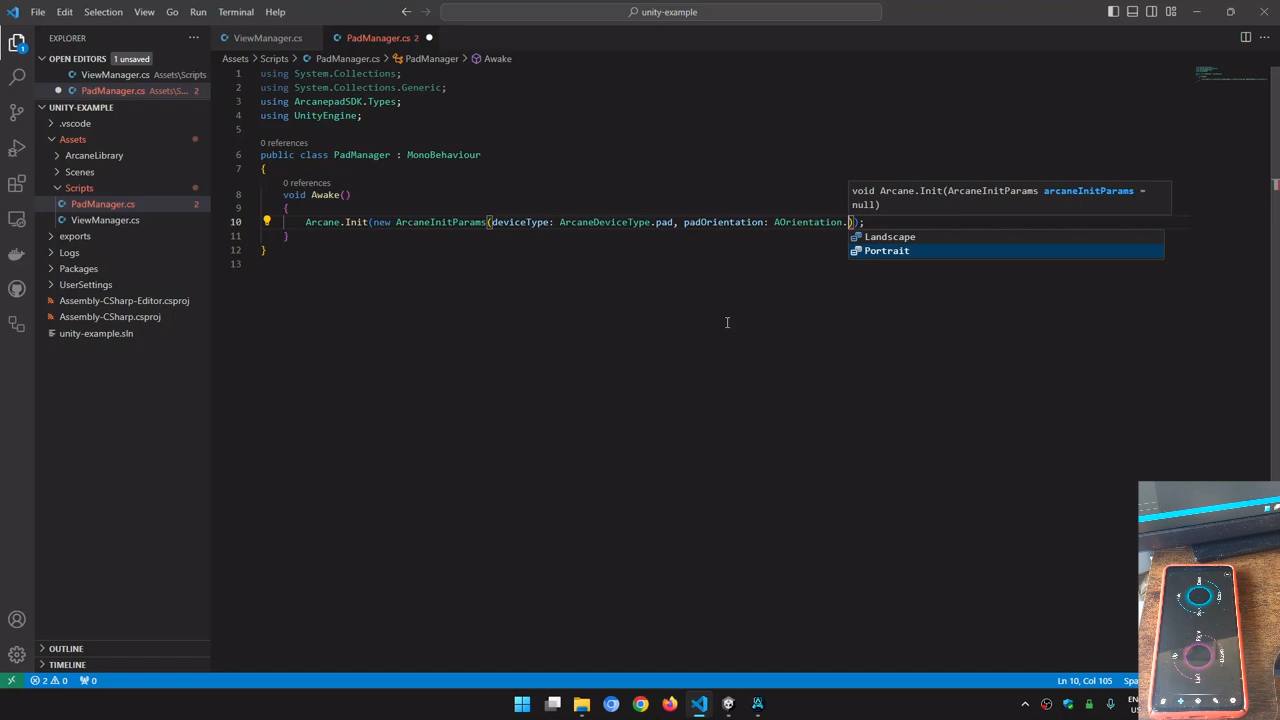 File Edit Selection View Go Run Terminal Help
unity-example
EXPLORER
ViewManager.cs
PadManager.cs 2
OPEN EDITORS 1 unsaved
Assets > Scripts > PadManager.cs > PadManager > Awake
ViewManager.cs Assets\Scripts
PadManager.cs Assets\S... 2
UNITY-EXAMPLE
.vscode
Assets
ArcaneLibrary
Scenes
Scripts
PadManager.cs 2
ViewManager.cs
exports
Logs
Packages
UserSettings
Assembly-CSharp-Editor.csproj
Assembly-CSharp.csproj
unity-example.sln
1 using System.Collections;
2 using System.Collections.Generic;
3 using ArcanepadSDK.Types;
4 using UnityEngine;
5
0 references
6 public class PadManager : MonoBehaviour
7 {
0 references
8 void Awake()
9 {
10 Arcane.Init(new ArcaneInitParams(deviceType: ArcaneDeviceType.pad, padOrientation: AOrientation.));
11 }
12 }
13
void Arcane.Init(ArcaneInitParams arcaneInitParams =
null)
Landscape
Portrait
OUTLINE
TIMELINE
2 0 0
Ln 10, Col 105